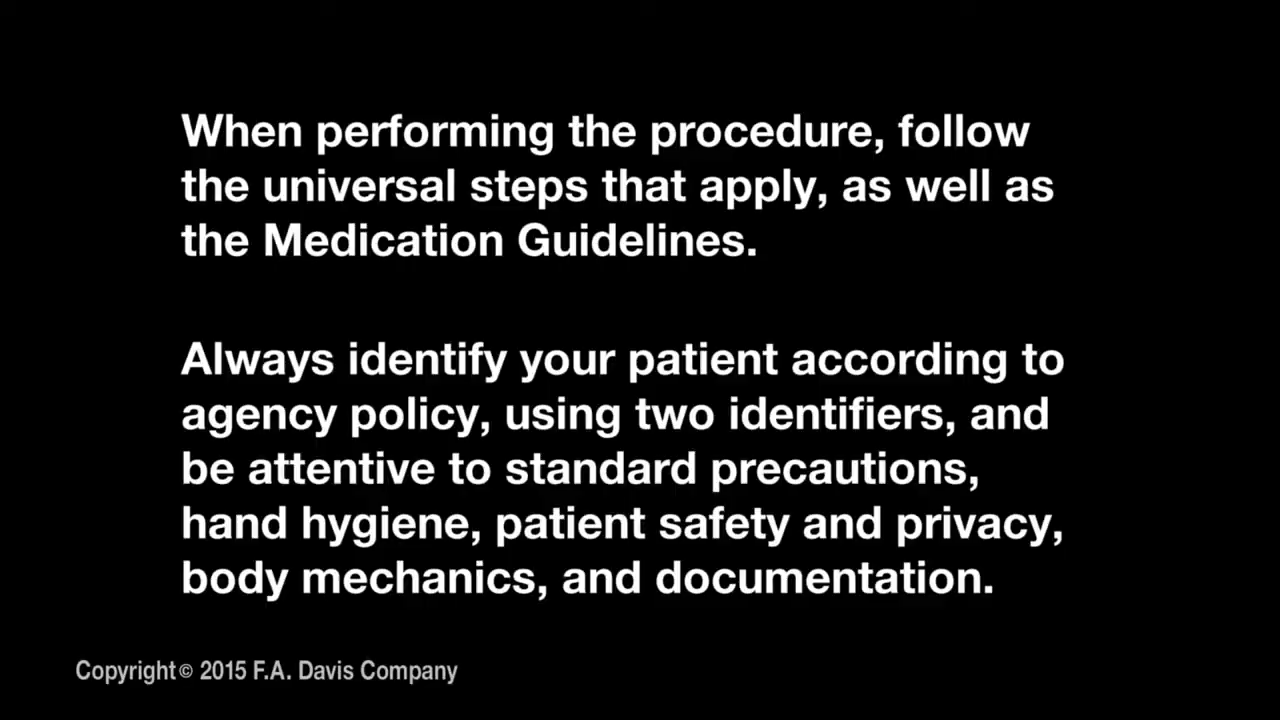 When performing the procedure, follow
the universal steps that apply, as well as
the Medication Guidelines.
Always identify your patient according to
agency policy, using two identifiers, and
be attentive to standard precautions,
hand hygiene, patient safety and privacy,
body mechanics, and documentation.
Copyright© 2015 F.A. Davis Company